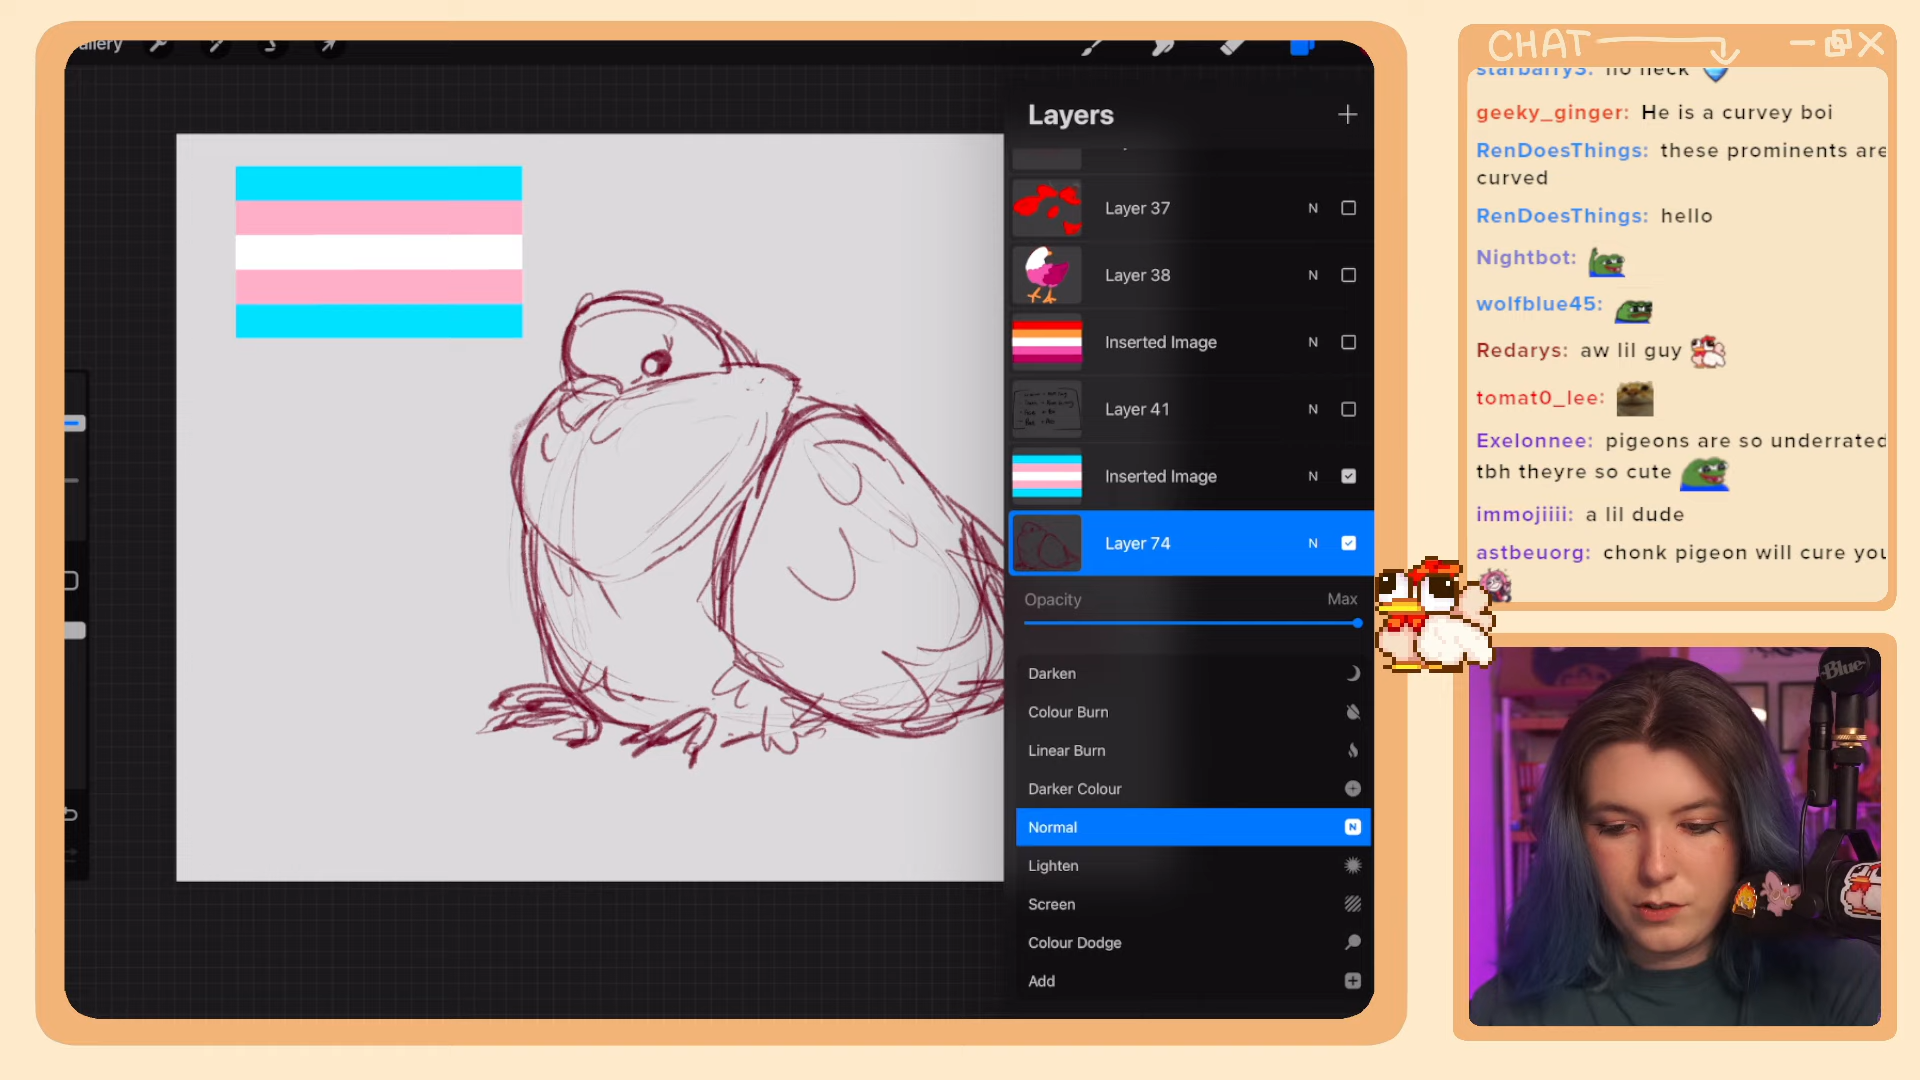 Layers
Layer 37 N
Layer 38 N
Inserted Image N
Layer 41 N
Inserted Image N
Layer 74 N
Opacity Max
Darken
Colour Burn
Linear Burn
Darker Colour
Normal N
Lighten
Screen
Colour Dodge
Add
CHAT
no neck
geeky_ginger: He is a curvey boi
RenDoesThings: these prominents are
curved
RenDoesThings: hello
Nightbot:
wolfblue45:
Redarys: aw lil guy
tomat0_lee:
Exelonnee: pigeons are so underrated
tbh theyre so cute
immojiiii: a lil dude
astbeuorg: chonk pigeon will cure you
Blue